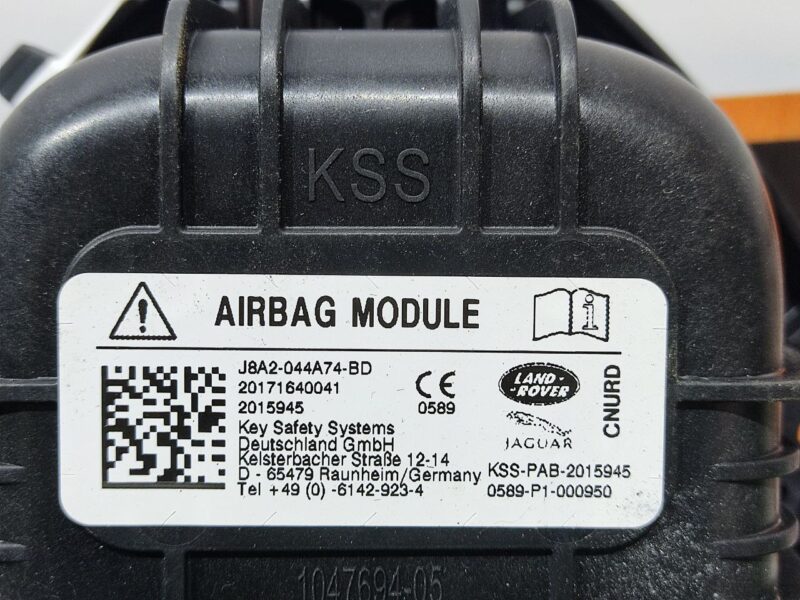 KSS
AIRBAG MODULE
J8A2-044A74-BD
20171640041
2015945
Key Safety Systems
Deutschland GmbH
Kelsterbacher Straße 12-14
D - 65479 Raunheim/Germany
Tel +49 (0) -6142-923-4
CE
0589
LAND-
ROVER
JAGUAR
CNURD
KSS-PAB-2015945
0589-P1-000950
1047694-05